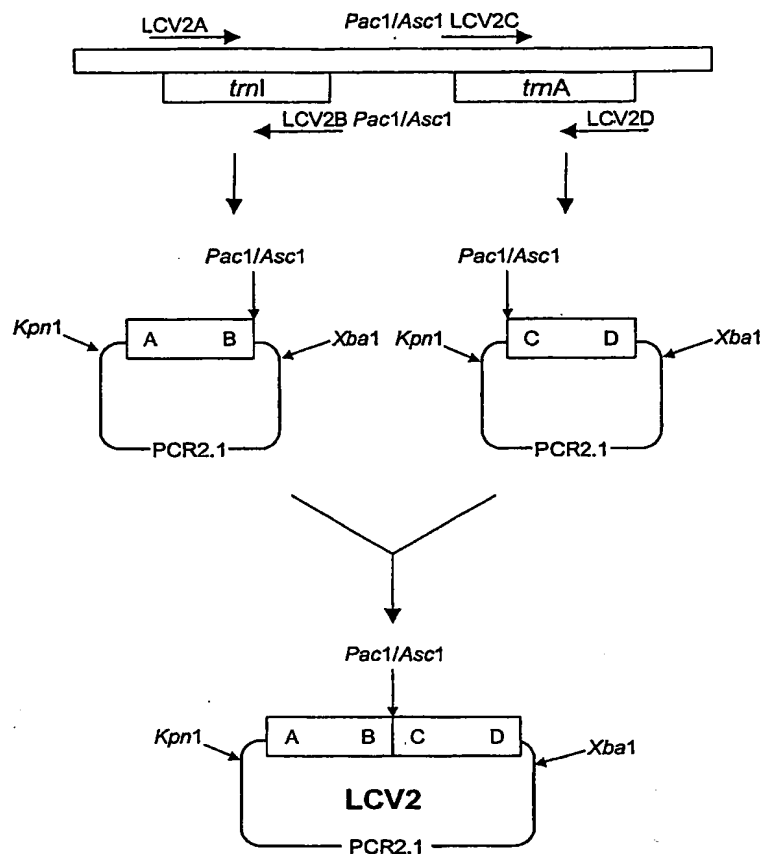 LCV2A
Pac1/Asc1 LCV2C
trnI
trnA
LCV2B Pac1/Asc1
LCV2D
Pac1/Asc1
Pac1/Asc1
Kpn1
A B
Xba1
Kpn1
C D
Xba1
PCR2.1
PCR2.1
Pac1/Asc1
Kpn1
A B C D
Xba1
LCV2
PCR2.1